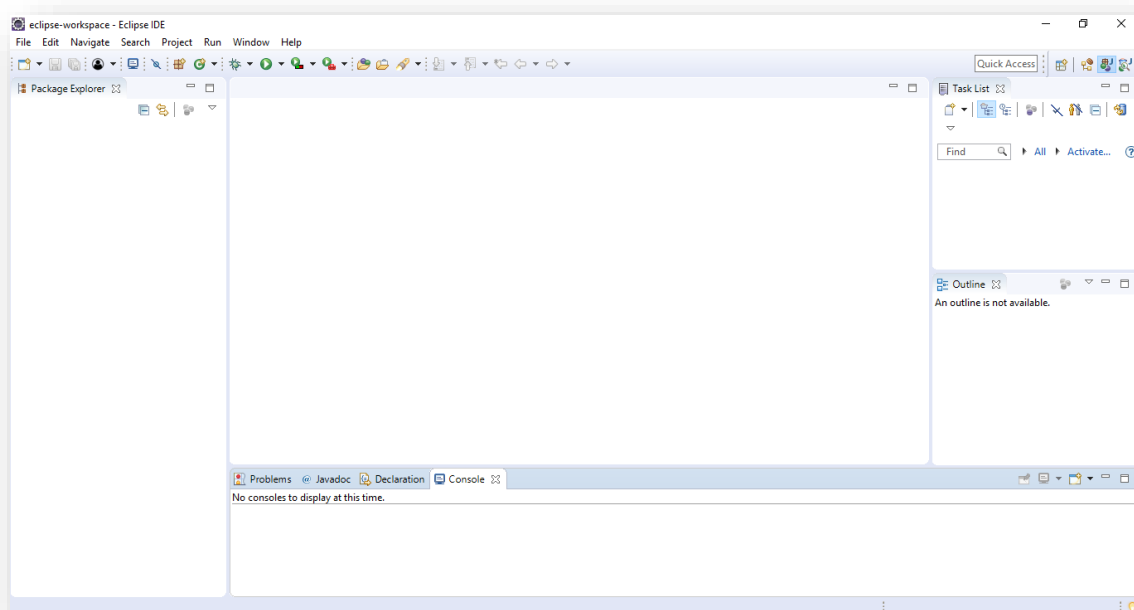 eclipse-workspace - Eclipse IDE
File Edit Navigate Search Project Run Window Help
Quick Access
Package Explorer
Task List
Find All Activate...
Outline
An outline is not available.
Problems @ Javadoc Declaration Console
No consoles to display at this time.